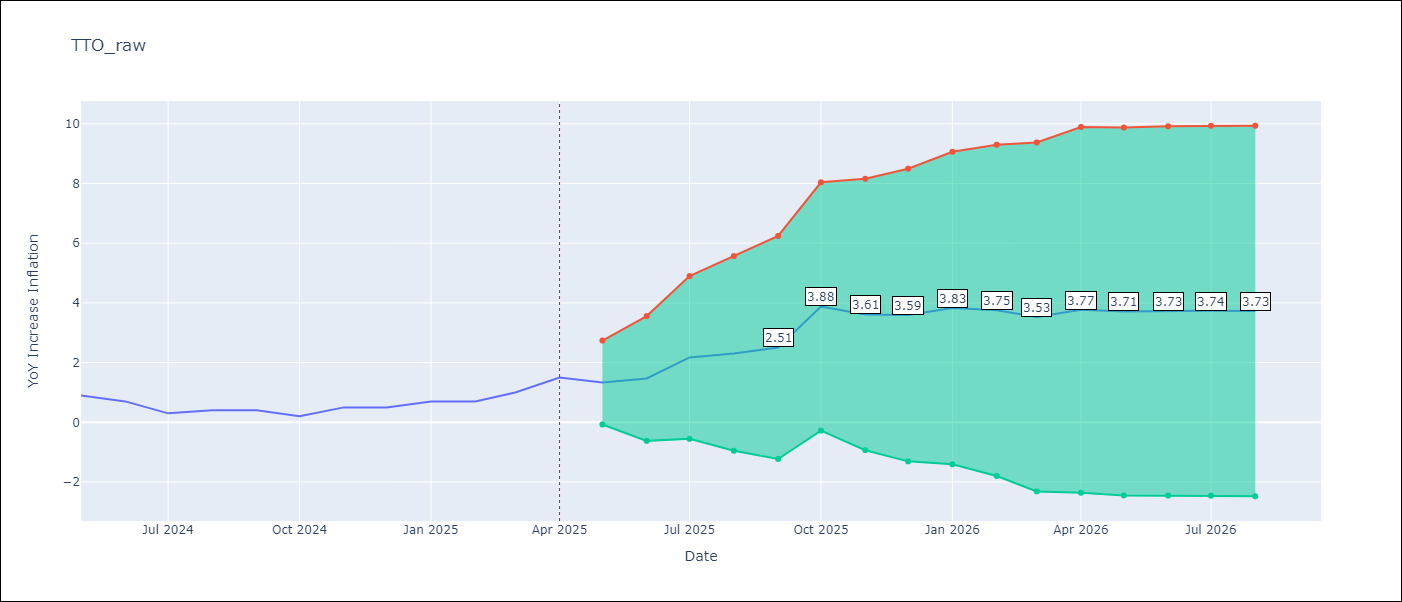 TTO_raw
YoY Increase Inflation
10
8
6
4
2
0
−2
3.88
3.61
3.59
3.83
3.75
3.53
3.77
3.71
3.73
3.74
3.73
2.51
Jul 2024
Oct 2024
Jan 2025
Apr 2025
Jul 2025
Oct 2025
Jan 2026
Apr 2026
Jul 2026
Date